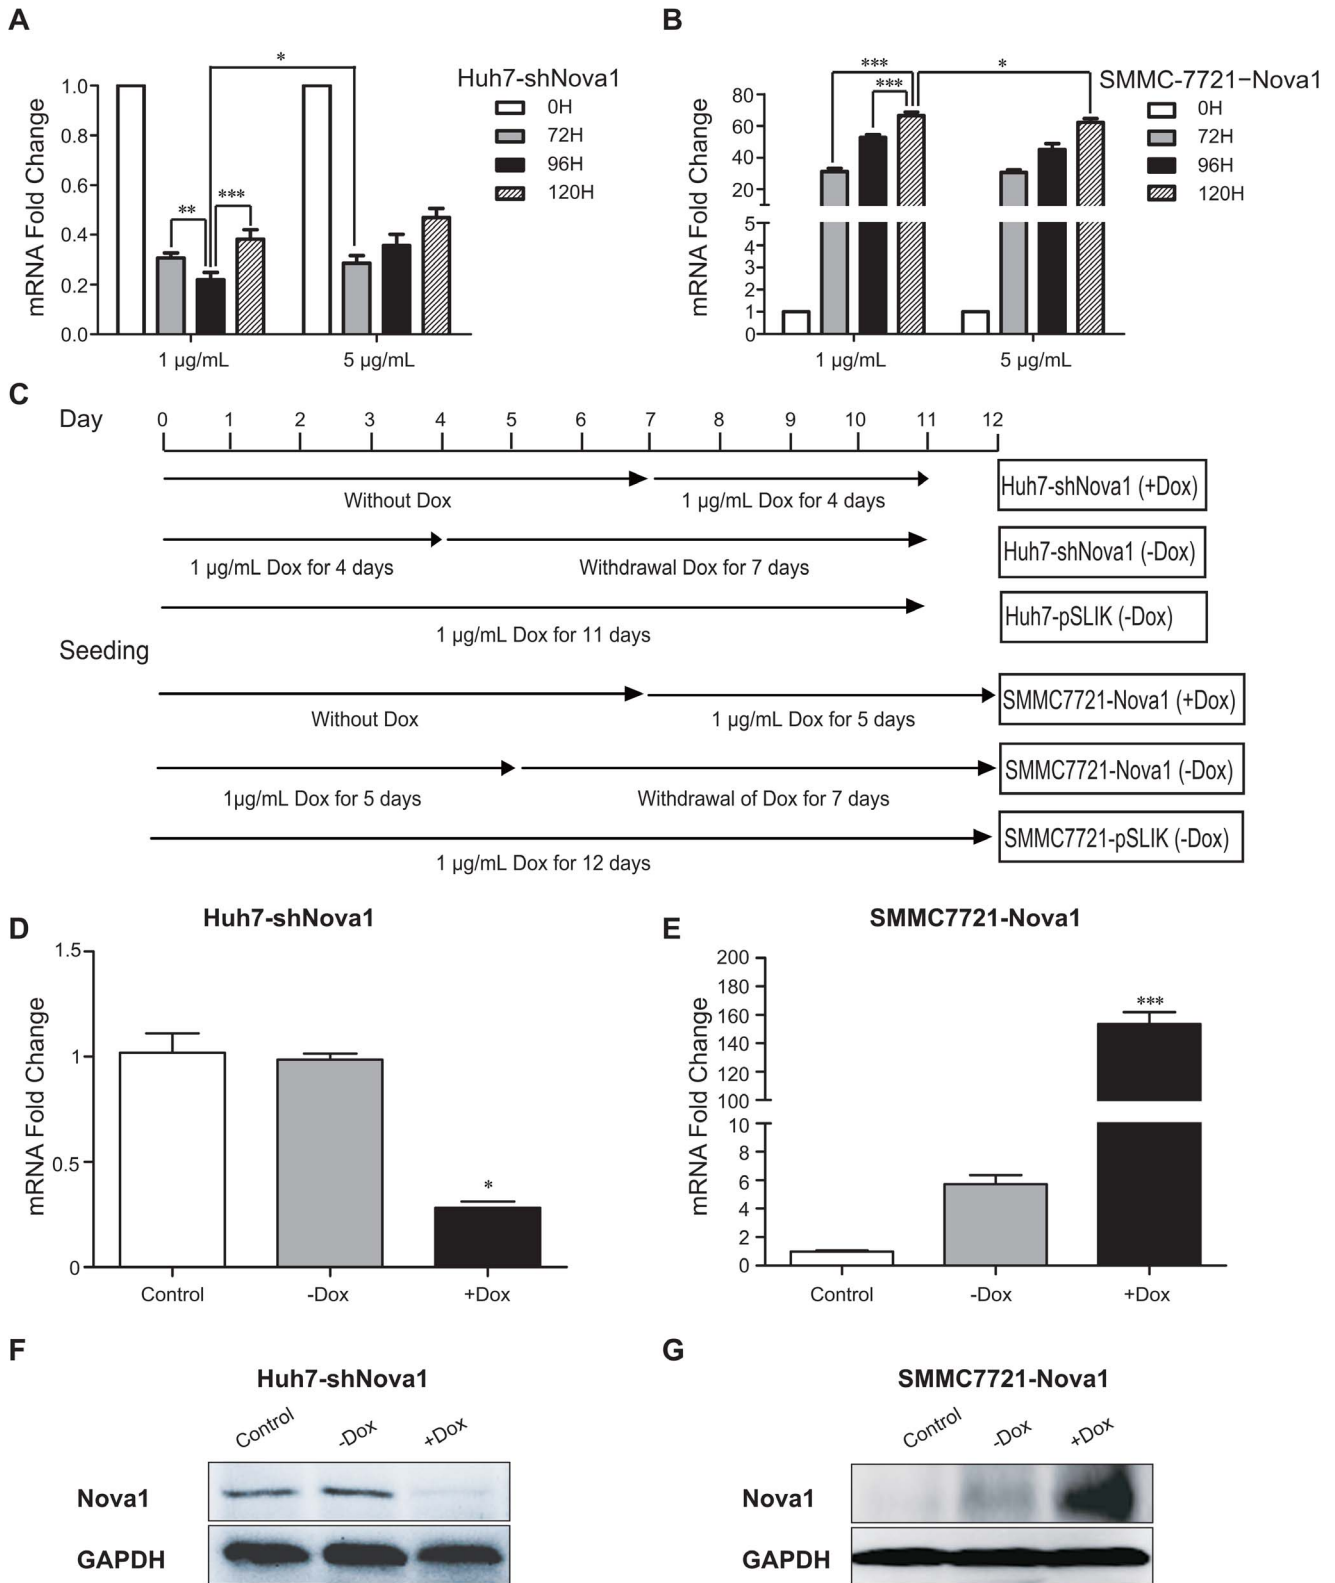 A
Huh7-shNova1
0H
72H
96H
120H
mRNA Fold Change
1.0
0.8
0.6
0.4
0.2
0.0
*
**
***
1 µg/mL
5 µg/mL
B
SMMC-7721−Nova1
0H
72H
96H
120H
mRNA Fold Change
80
60
40
20
5
4
3
2
1
0
***
***
*
1 µg/mL
5 µg/mL
C
Day
0 1 2 3 4 5 6 7 8 9 10 11 12
Without Dox
1 µg/mL Dox for 4 days
Huh7-shNova1 (+Dox)
1 µg/mL Dox for 4 days
Withdrawal Dox for 7 days
Huh7-shNova1 (-Dox)
1 µg/mL Dox for 11 days
Huh7-pSLIK (-Dox)
Seeding
Without Dox
1 µg/mL Dox for 5 days
SMMC7721-Nova1 (+Dox)
1µg/mL Dox for 5 days
Withdrawal of Dox for 7 days
SMMC7721-Nova1 (-Dox)
1 µg/mL Dox for 12 days
SMMC7721-pSLIK (-Dox)
D
Huh7-shNova1
mRNA Fold Change
1.5
1
0.5
0
*
Control
-Dox
+Dox
E
SMMC7721-Nova1
mRNA Fold Change
200
180
160
140
120
100
10
8
6
4
2
0
***
Control
-Dox
+Dox
F
Huh7-shNova1
Control
-Dox
+Dox
Nova1
GAPDH
G
SMMC7721-Nova1
Control
-Dox
+Dox
Nova1
GAPDH